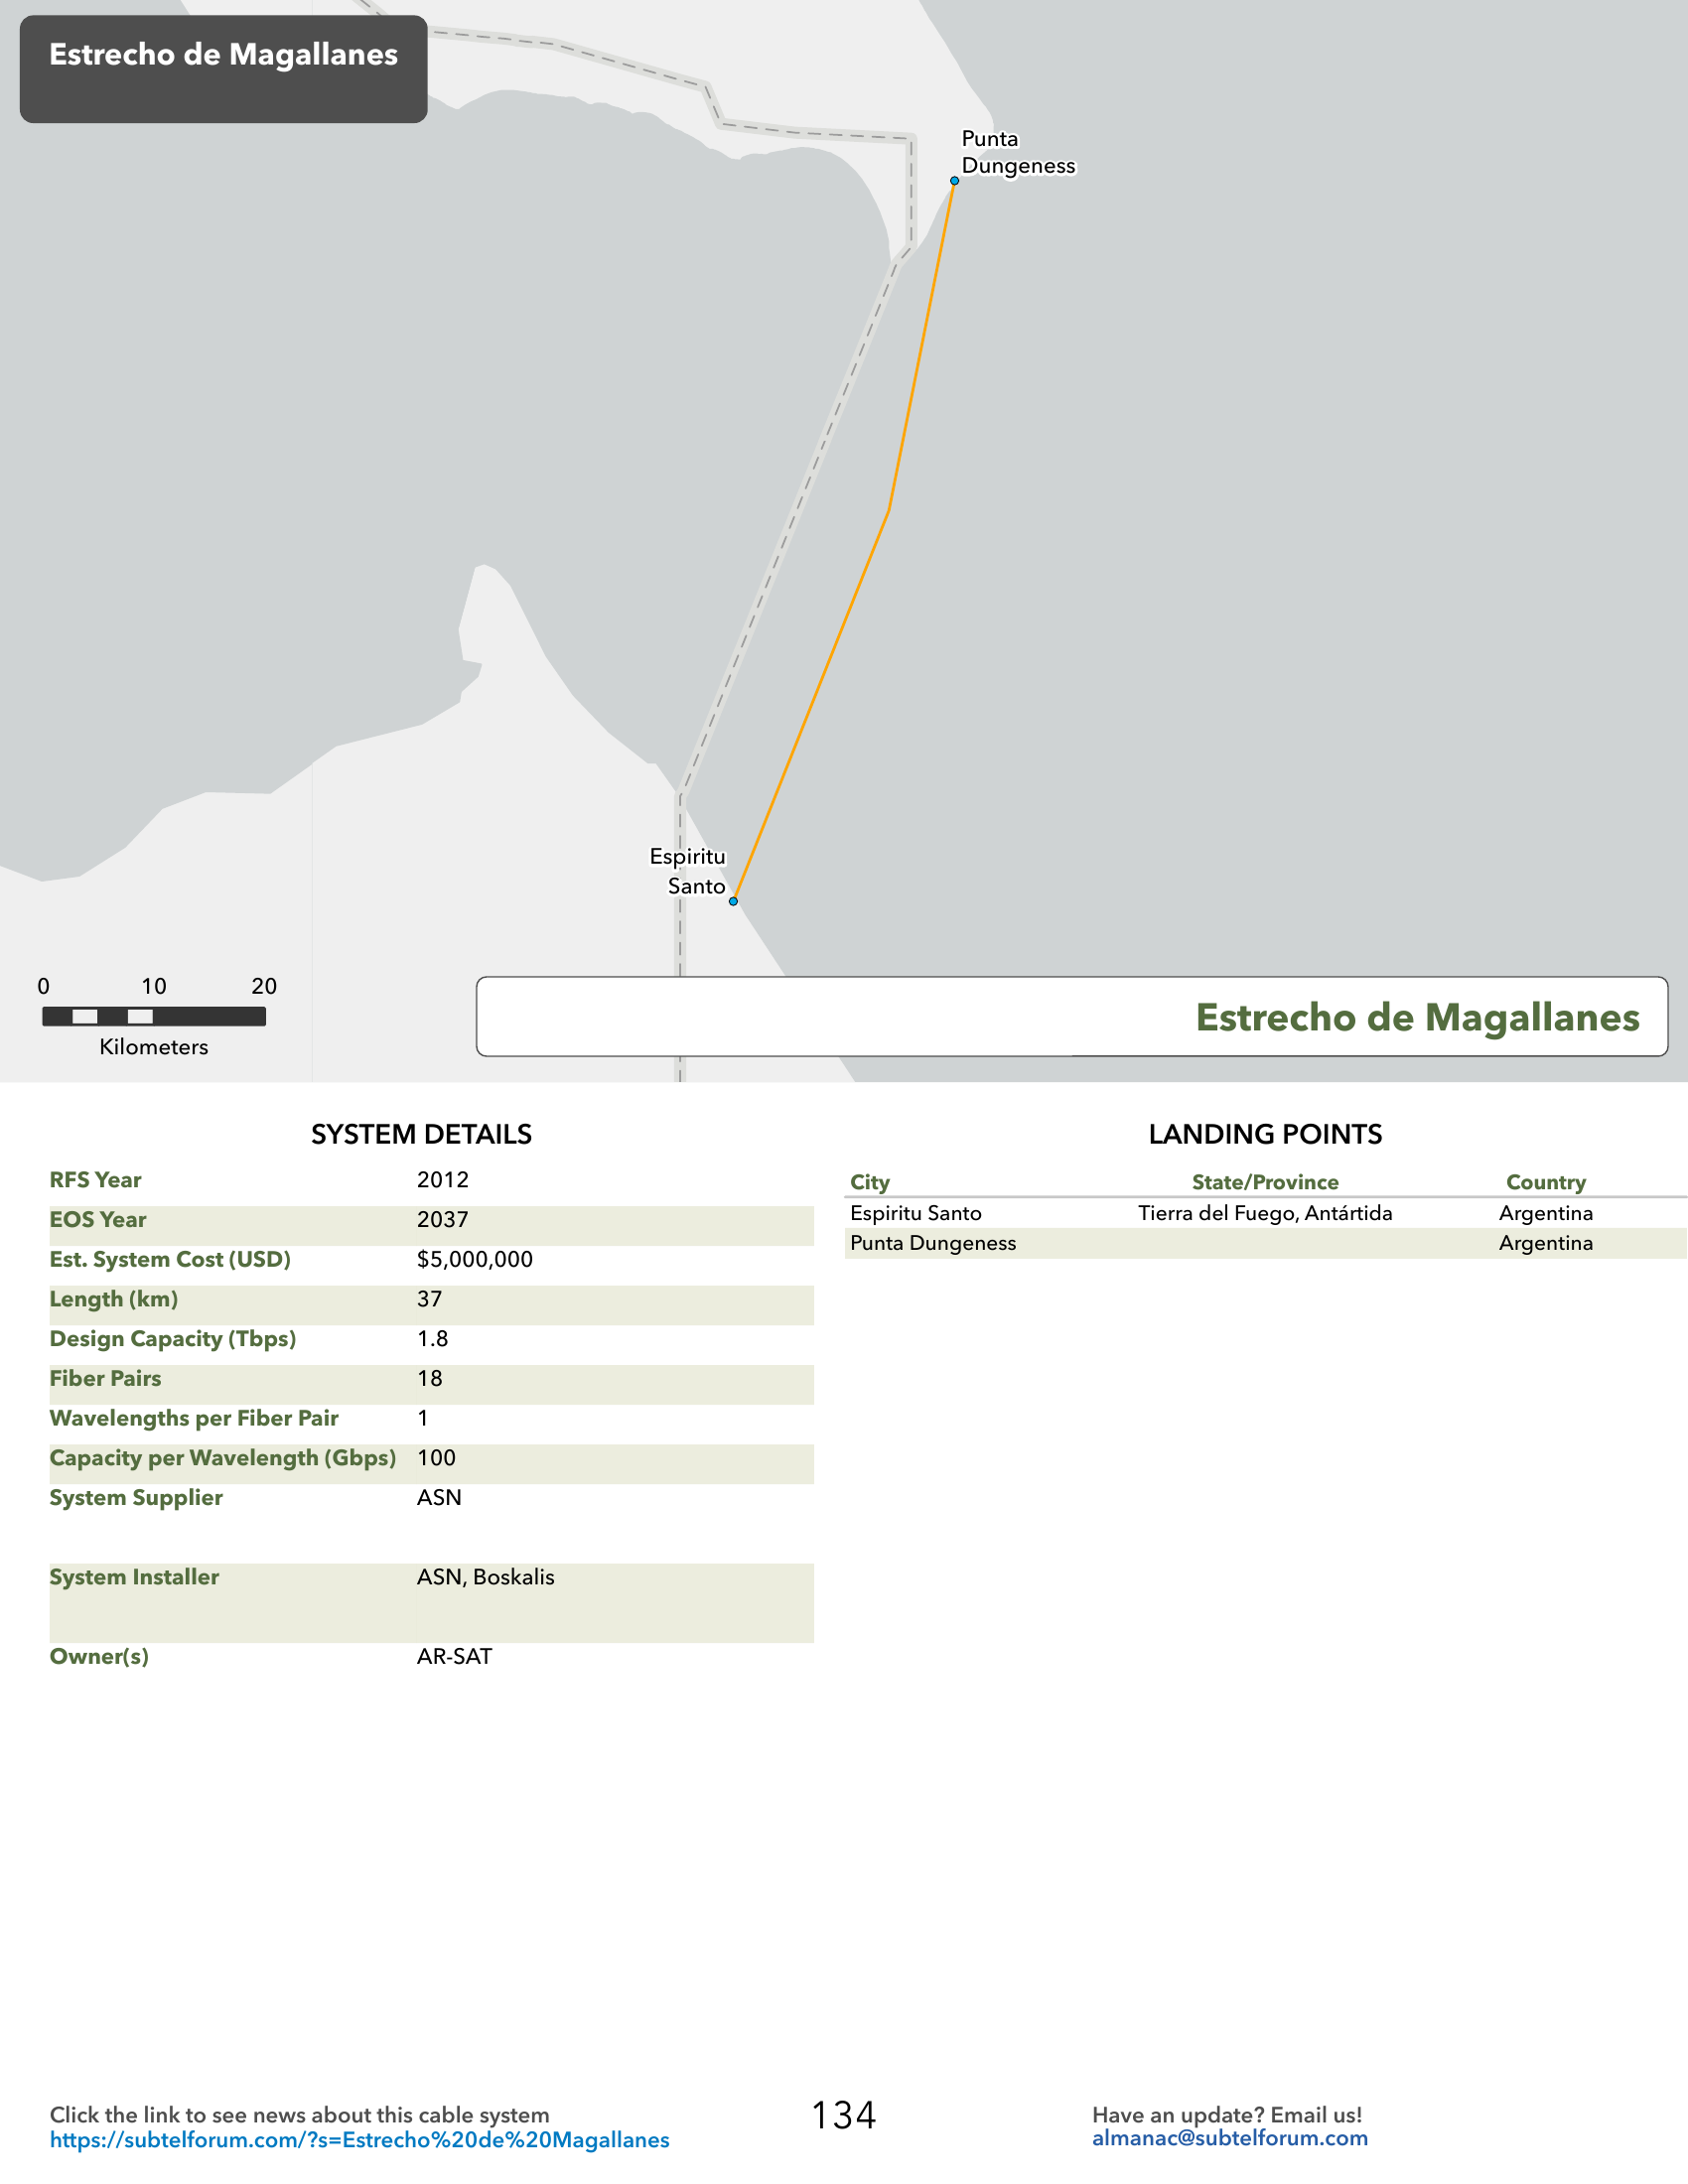 Estrecho de Magallanes
Punta
Dungeness
Espiritu
Santo
0 10 20
Kilometers
Estrecho de Magallanes
SYSTEM DETAILS
RFS Year 2012
EOS Year 2037
Est. System Cost (USD) $5,000,000
Length (km) 37
Design Capacity (Tbps) 1.8
Fiber Pairs 18
Wavelengths per Fiber Pair 1
Capacity per Wavelength (Gbps) 100
System Supplier ASN
System Installer ASN, Boskalis
Owner(s) AR-SAT
LANDING POINTS
City State/Province Country
Espiritu Santo Tierra del Fuego, Antártida Argentina
Punta Dungeness Argentina
Click the link to see news about this cable system
https://subtelforum.com/?s=Estrecho%20de%20Magallanes
134
Have an update? Email us!
almanac@subtelforum.com